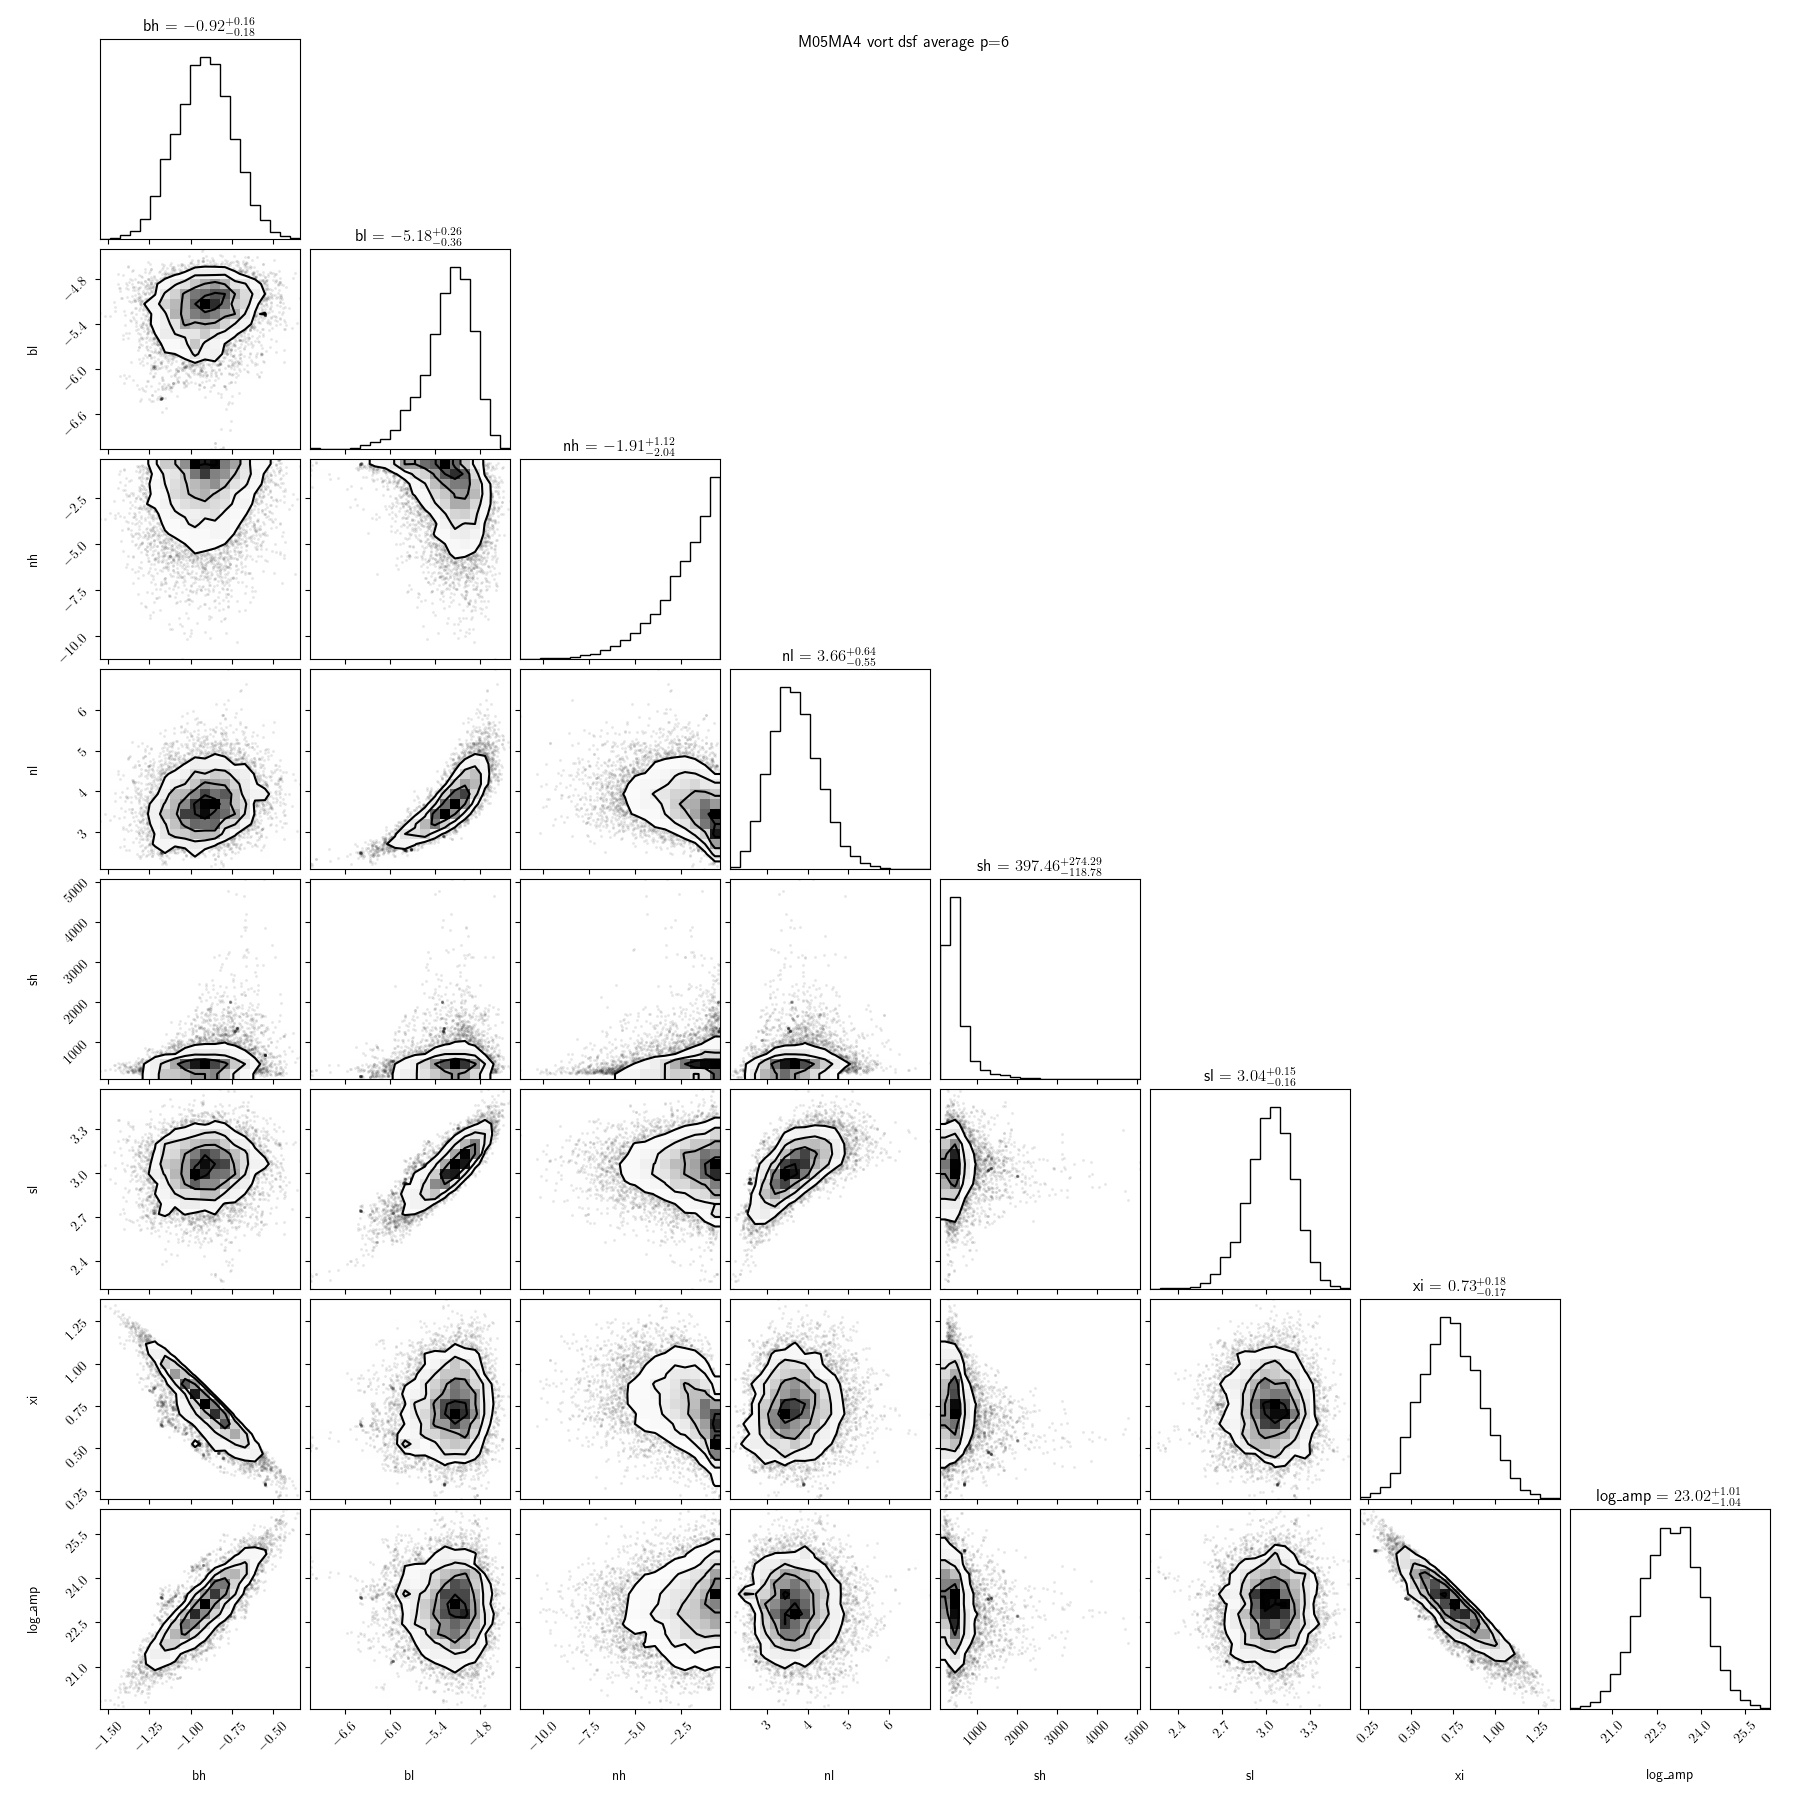 bh = −0.92+0.16−0.18
M05MA4 vort dsf average p=6
bl = −5.18+0.26−0.36
−4.8
−5.4
−6.0
−6.6
bl
nh = −1.91+1.12−2.04
−2.5
−5.0
−7.5
−10.0
nh
nl = 3.66+0.64−0.55
6
5
4
3
nl
sh = 397.46+274.29−118.78
5000
4000
3000
2000
1000
sh
sl = 3.04+0.15−0.16
3.3
3.0
2.7
2.4
sl
xi = 0.73+0.18−0.17
1.25
1.00
0.75
0.50
0.25
xi
log_amp = 23.02+1.01−1.04
25.5
24.0
22.5
21.0
log_amp
−1.50 −1.25 −1.00 −0.75 −0.50 −6.6 −6.0 −5.4 −4.8 −10.0 −7.5 −5.0 −2.5 3 4 5 6 1000 2000 3000 4000 5000 2.4 2.7 3.0 3.3 0.25 0.50 0.75 1.00 1.25 21.0 22.5 24.0 25.5
bh bl nh nl sh sl xi log_amp